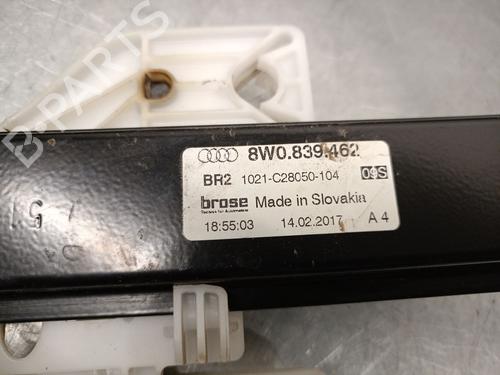 8W0.839.462
BR2 1021-C28050-104 09S
brose Made in Slovakia
18:55:03 14.02.2017 A 4
B-PARTS